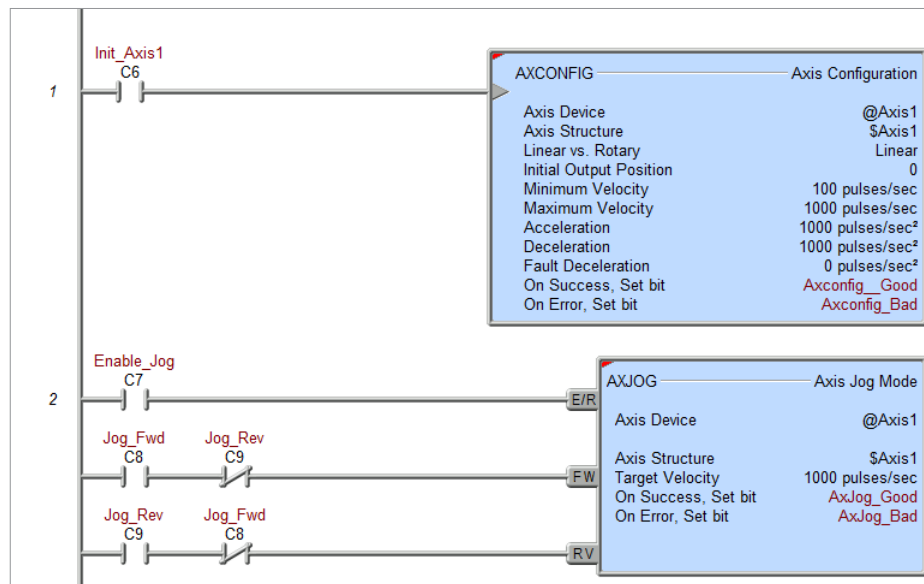 Init_Axis1
C6
1
AXCONFIG Axis Configuration
Axis Device @Axis1
Axis Structure $Axis1
Linear vs. Rotary Linear
Initial Output Position 0
Minimum Velocity 100 pulses/sec
Maximum Velocity 1000 pulses/sec
Acceleration 1000 pulses/sec²
Deceleration 1000 pulses/sec²
Fault Deceleration 0 pulses/sec²
On Success, Set bit Axconfig__Good
On Error, Set bit Axconfig_Bad
Enable_Jog
C7
2
E/R
AXJOG Axis Jog Mode
Axis Device @Axis1
Jog_Fwd Jog_Rev
C8 C9
FW
Axis Structure $Axis1
Target Velocity 1000 pulses/sec
On Success, Set bit AxJog_Good
On Error, Set bit AxJog_Bad
Jog_Rev Jog_Fwd
C9 C8
RV